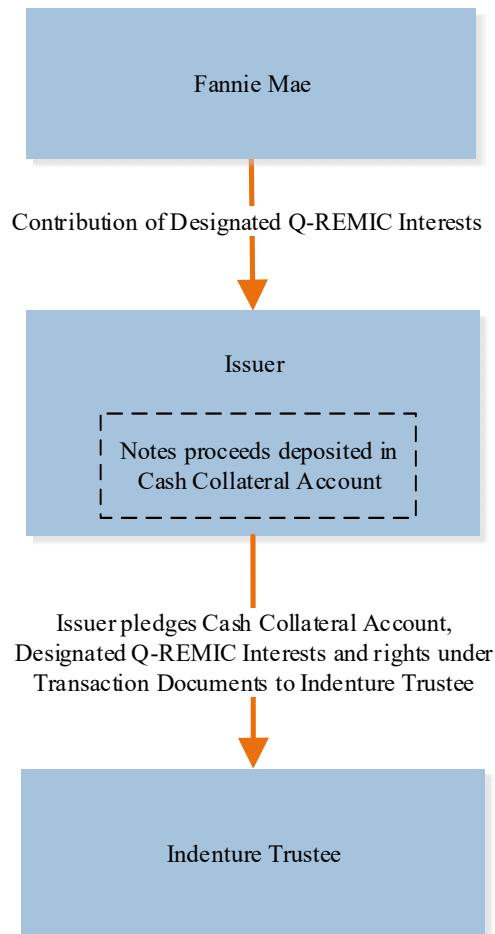 Fannie Mae
Contribution of Designated Q-REMIC Interests
Issuer
Notes proceeds deposited in
Cash Collateral Account
Issuer pledges Cash Collateral Account,
Designated Q-REMIC Interests and rights under
Transaction Documents to Indenture Trustee
Indenture Trustee